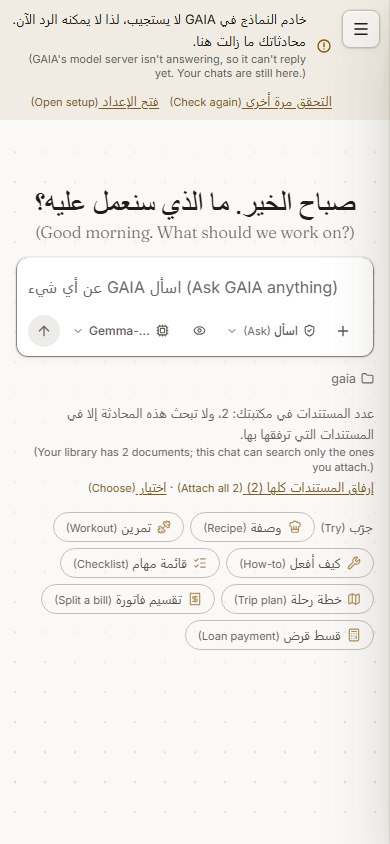 خادم النماذج في GAIA لا يستجيب، لذا لا يمكنه الرد الآن.
محادثاتك ما زالت هنا.
(GAIA's model server isn't answering, so it can't reply
yet. Your chats are still here.)
التحقق مرة أخرى (Check again) فتح الإعداد (Open setup)
صباح الخير. ما الذي سنعمل عليه؟
(Good morning. What should we work on?)
اسأل GAIA عن أي شيء (Ask GAIA anything)
اسأل (Ask) Gemma-...
gaia
عدد المستندات في مكتبتك: 2، ولا تبحث هذه المحادثة إلا في
المستندات التي ترفقها بها.
(Your library has 2 documents; this chat can search only the ones
you attach.)
إرفاق المستندات كلها (2) (Attach all 2) · اختيار (Choose)
جرّب (Try) وصفة (Recipe) تمرين (Workout)
كيف أفعل (How-to) قائمة مهام (Checklist)
خطة رحلة (Trip plan) تقسيم فاتورة (Split a bill)
قسط قرض (Loan payment)